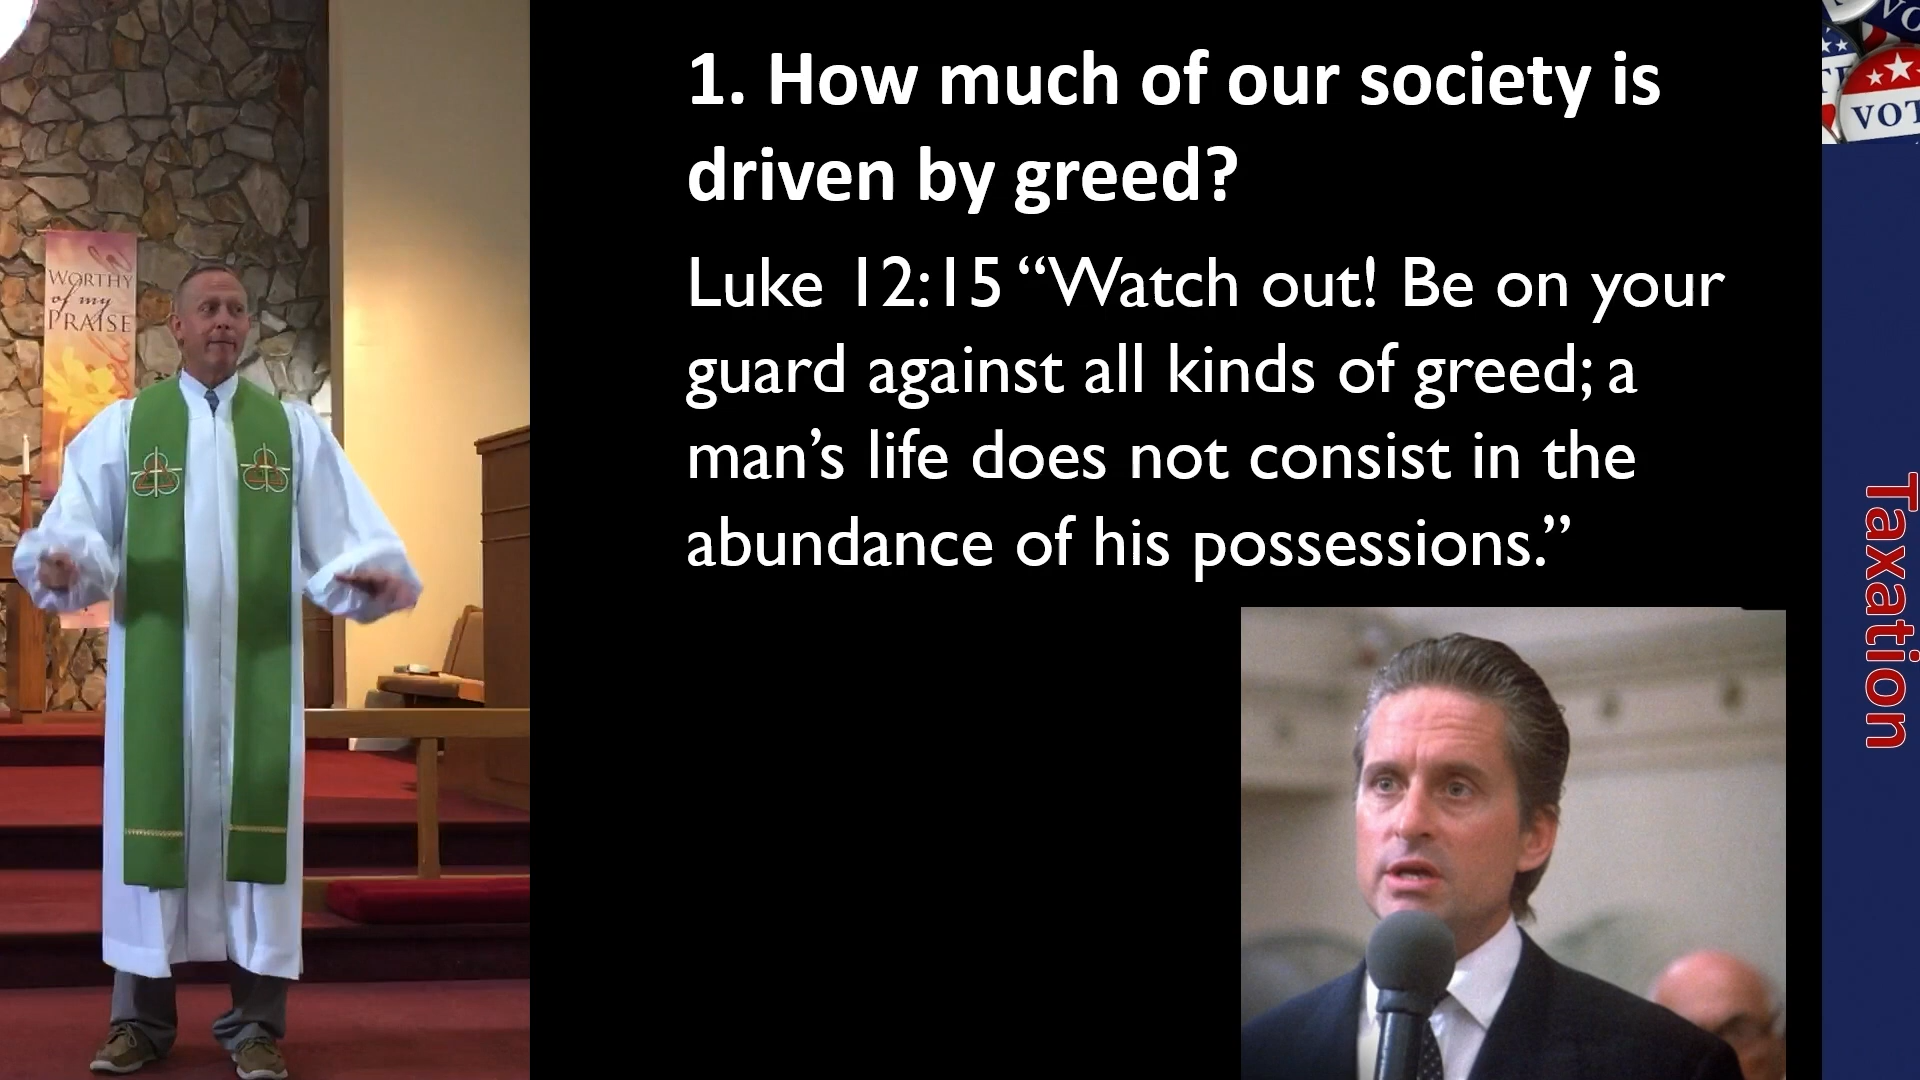 WORTHY
of my
PRAISE
1. How much of our society is
driven by greed?
Luke 12:15 “Watch out! Be on your
guard against all kinds of greed; a
man’s life does not consist in the
abundance of his possessions.”
VOT
Taxation